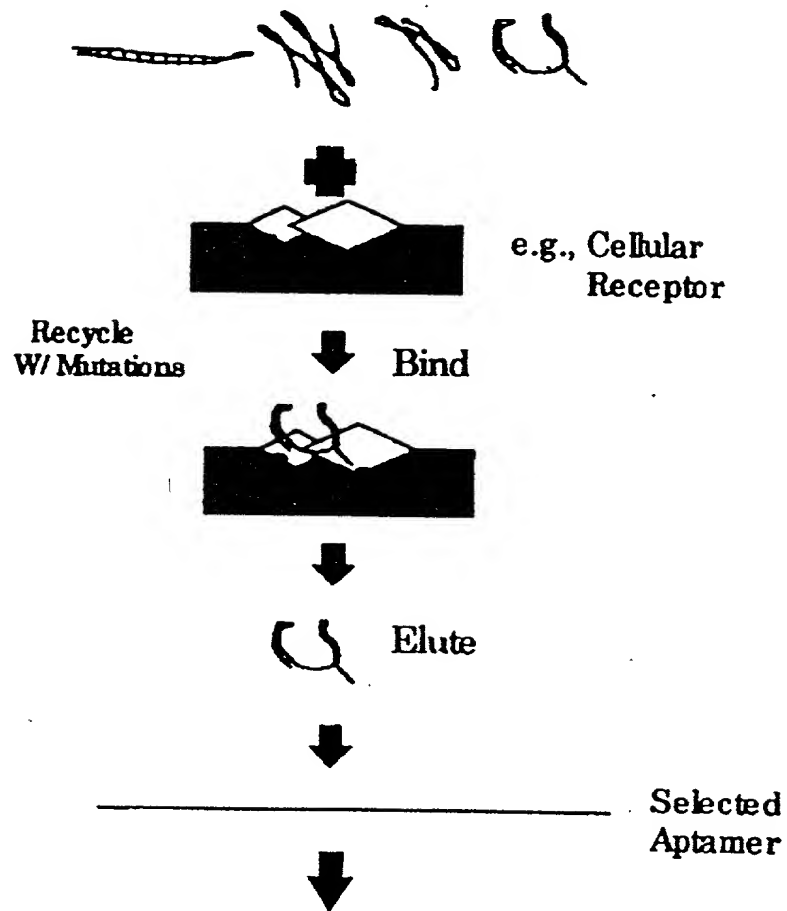 e.g., Cellular
Receptor
Recycle
W/ Mutations
Bind
Elute
Selected
Aptamer